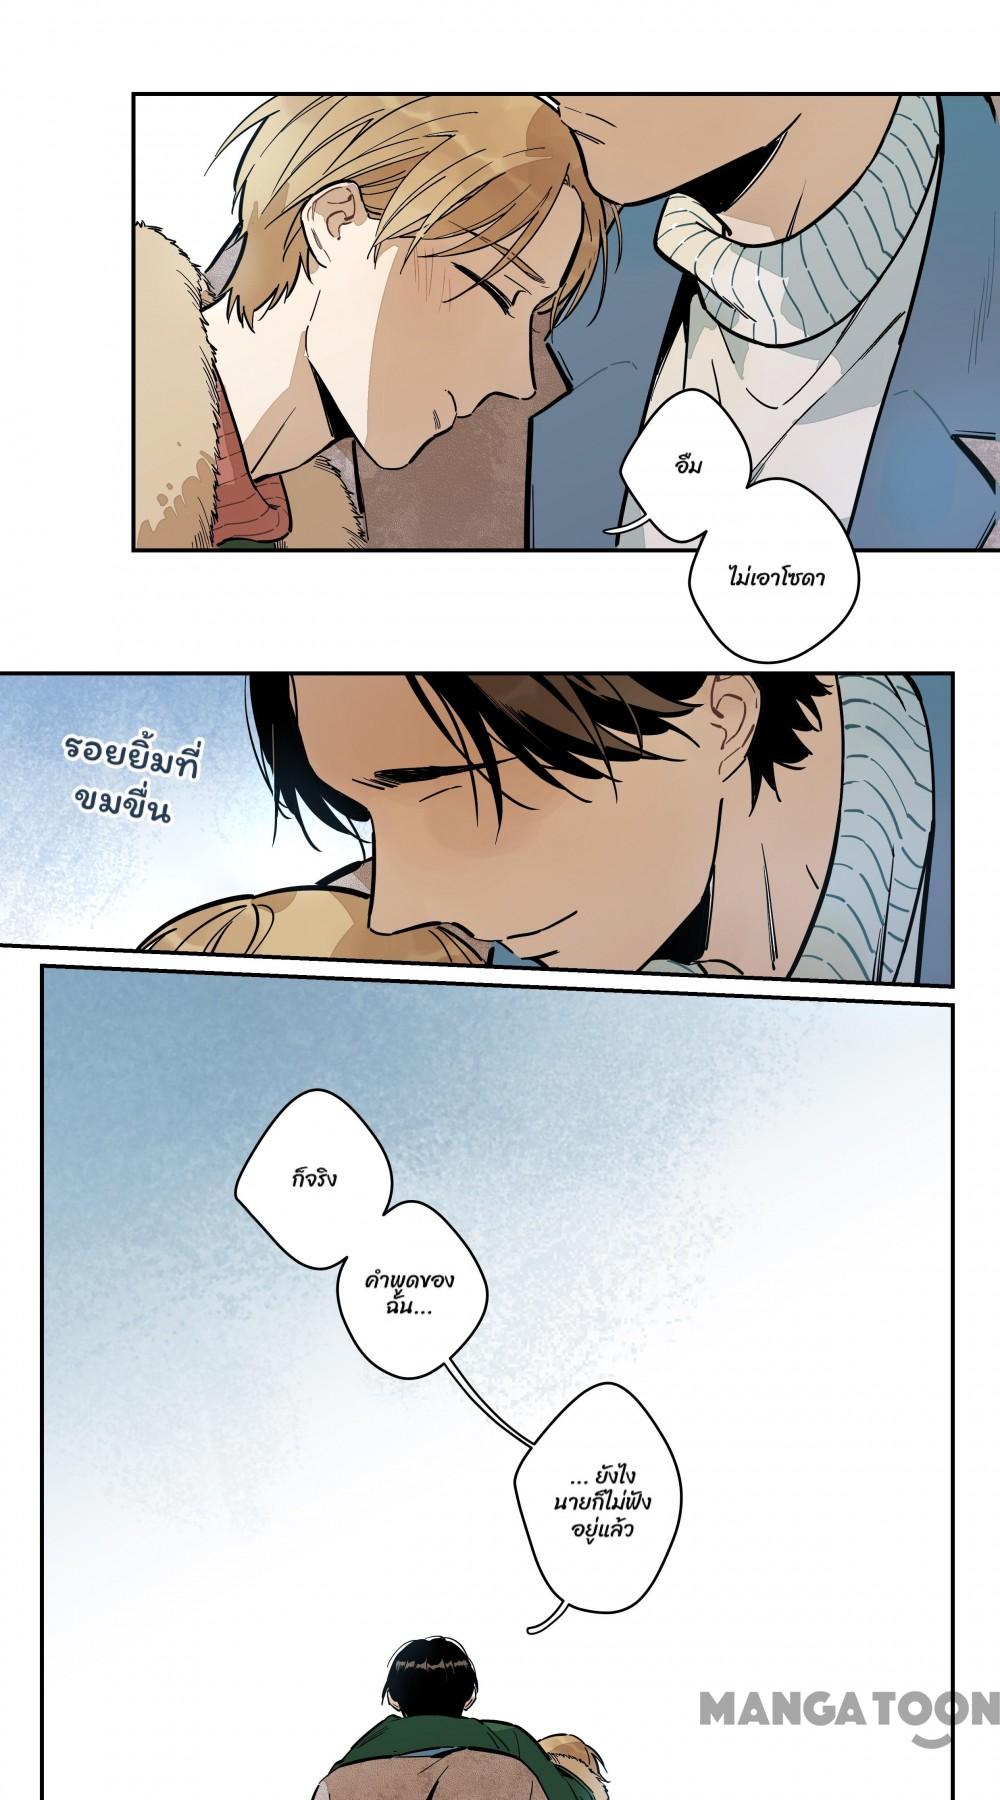 อืม
ไม่เอาโซดา
รอยยิ้มที่
ขมขื่น
ก็จริง
คำพูดของ
ฉัน...
... ยังไง
นายก็ไม่ฟัง
อยู่แล้ว
MANGATOON